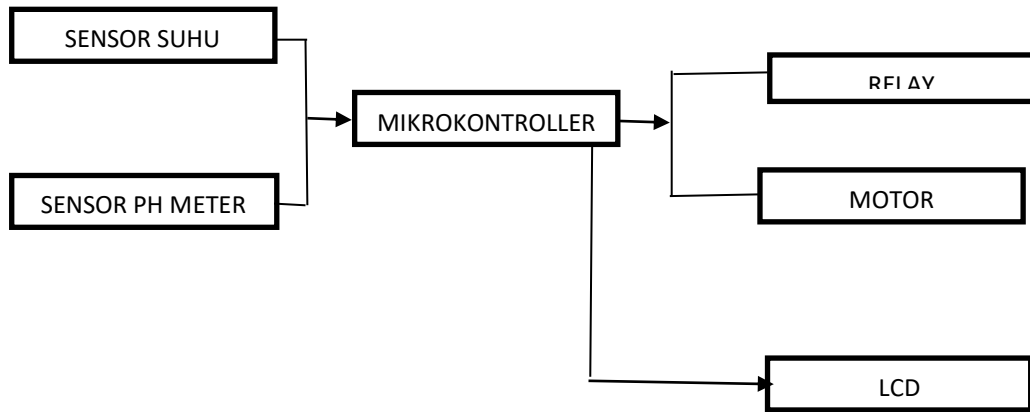 SENSOR SUHU
SENSOR PH METER
MIKROKONTROLLER
RELAY
MOTOR
LCD